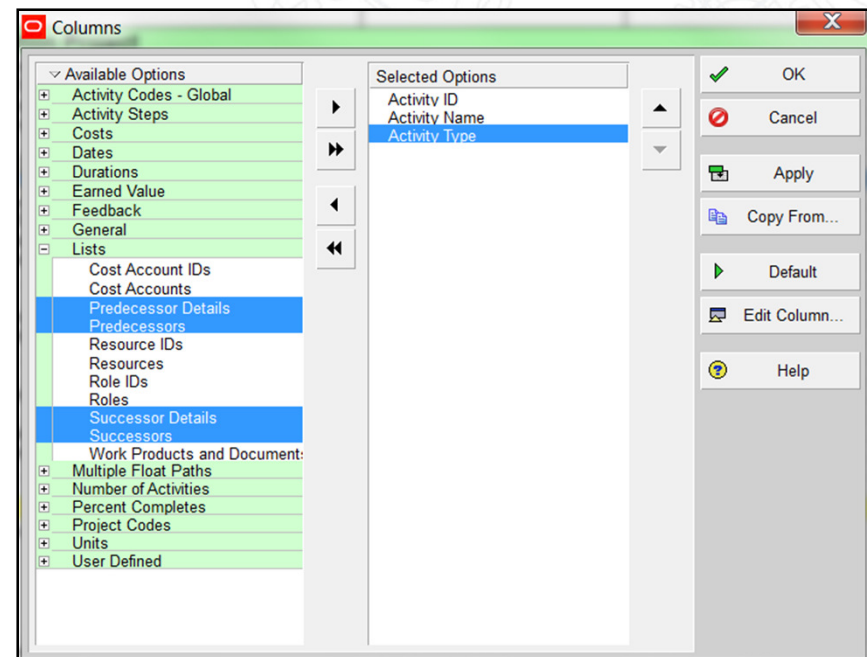 Columns
Available Options
Activity Codes - Global
Activity Steps
Costs
Dates
Durations
Earned Value
Feedback
General
Lists
Cost Account IDs
Cost Accounts
Predecessor Details
Predecessors
Resource IDs
Resources
Role IDs
Roles
Successor Details
Successors
Work Products and Document
Multiple Float Paths
Number of Activities
Percent Completes
Project Codes
Units
User Defined
Selected Options
Activity ID
Activity Name
Activity Type
OK
Cancel
Apply
Copy From...
Default
Edit Column...
Help